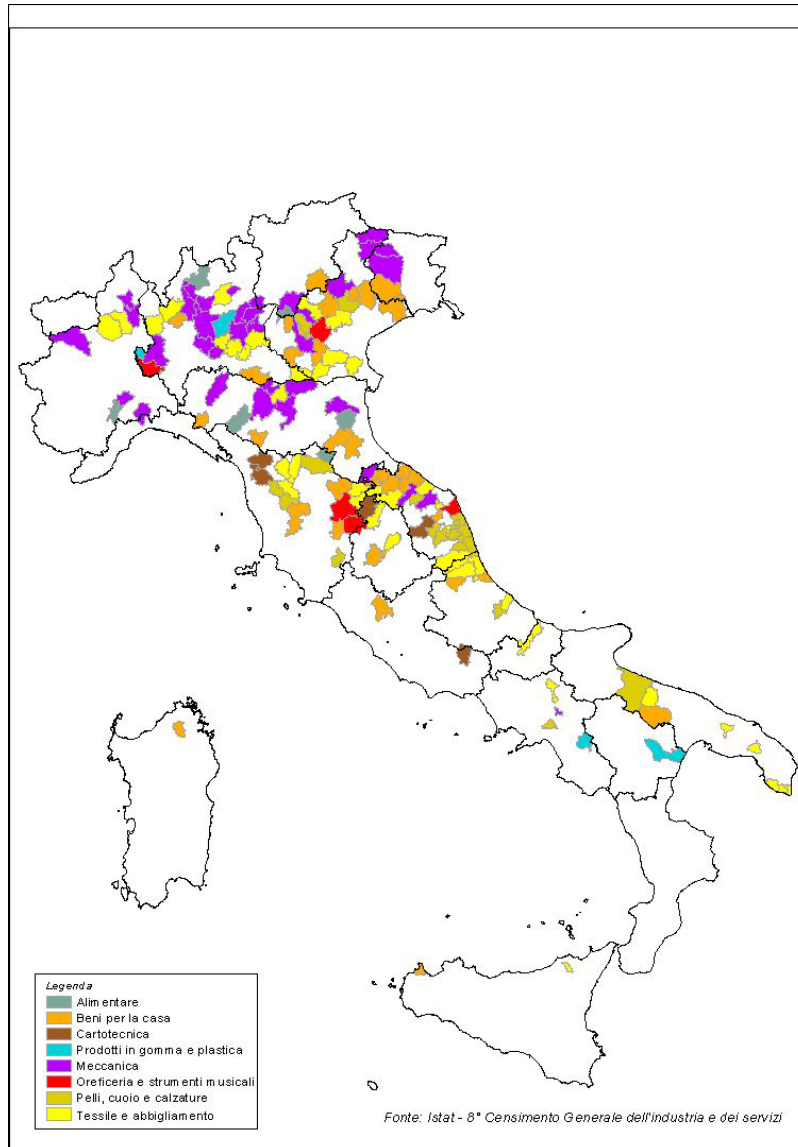 Legenda
Alimentare
Beni per la casa
Cartotecnica
Prodotti in gomma e plastica
Meccanica
Oreficeria e strumenti musicali
Pelli, cuoio e calzature
Tessile e abbigliamento
Fonte: Istat - 8° Censimento Generale dell'industria e dei servizi